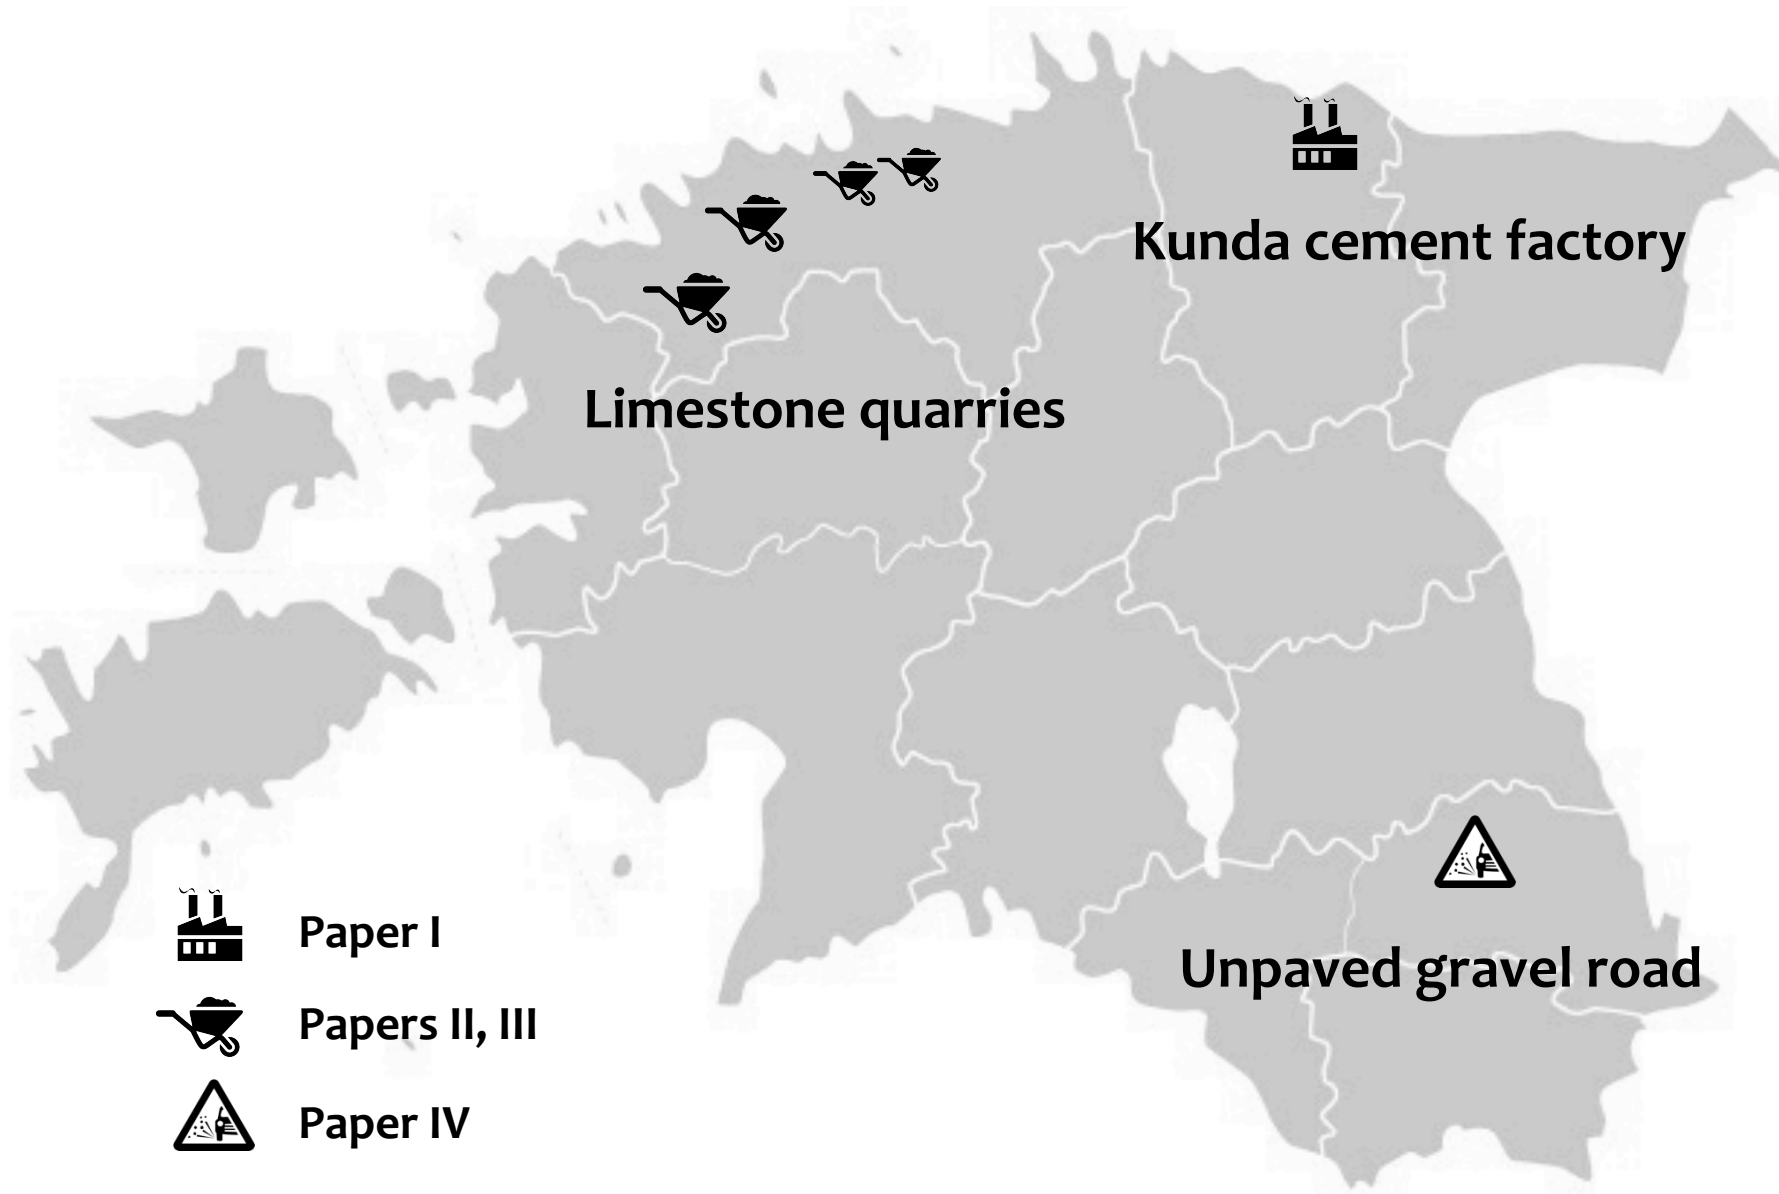 Kunda cement factory
Limestone quarries
Unpaved gravel road
Paper I
Papers II, III
Paper IV